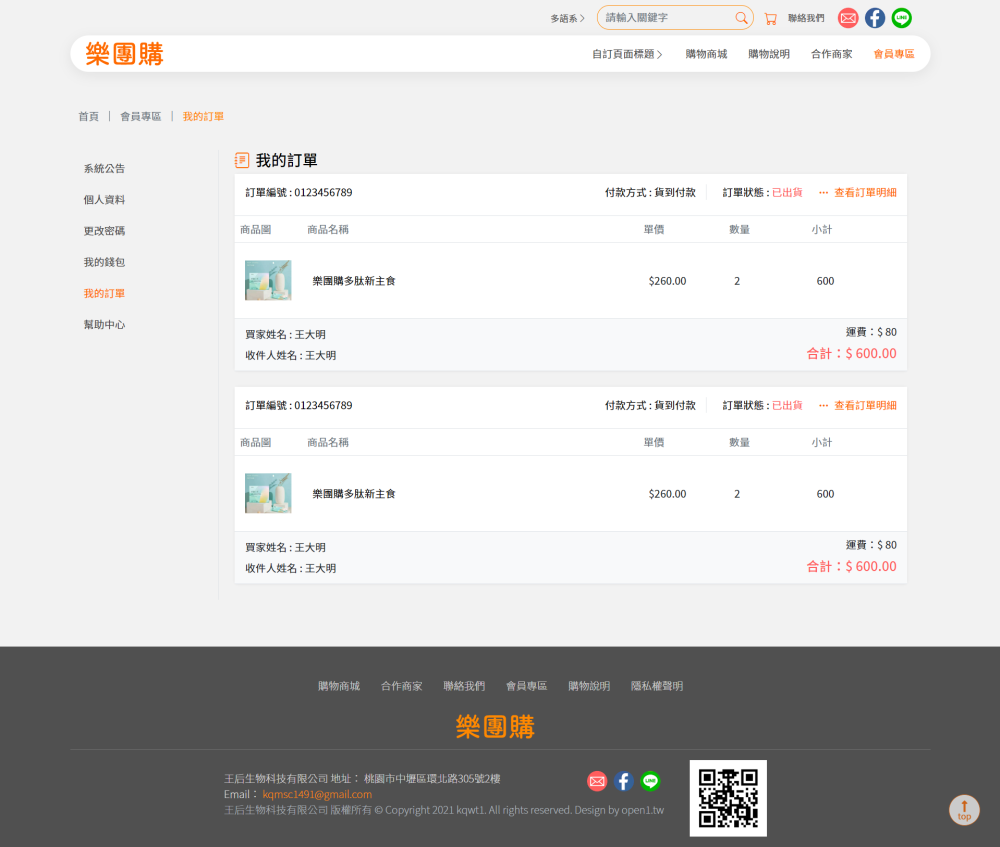 多語系
請輸入關鍵字
聯絡我們
LINE
樂團購
自訂頁面標題
購物商城
購物說明
合作商家
會員專區
首頁 | 會員專區 | 我的訂單
系統公告
個人資料
更改密碼
我的錢包
我的訂單
幫助中心
我的訂單
訂單編號 : 0123456789 付款方式 : 貨到付款 訂單狀態 : 已出貨 ··· 查看訂單明細
商品圖 商品名稱 單價 數量 小計
樂團購多肽新主食 $260.00 2 600
買家姓名 : 王大明 運費：$ 80
收件人姓名 : 王大明 合計：$ 600.00
訂單編號 : 0123456789 付款方式 : 貨到付款 訂單狀態 : 已出貨 ··· 查看訂單明細
商品圖 商品名稱 單價 數量 小計
樂團購多肽新主食 $260.00 2 600
買家姓名 : 王大明 運費：$ 80
收件人姓名 : 王大明 合計：$ 600.00
購物商城 合作商家 聯絡我們 會員專區 購物說明 隱私權聲明
樂團購
王后生物科技有限公司 地址： 桃園市中壢區環北路305號2樓
Email： kqmsc1491@gmail.com
王后生物科技有限公司 版權所有 © Copyright 2021 kqwt1. All rights reserved. Design by open1.tw
LINE
top